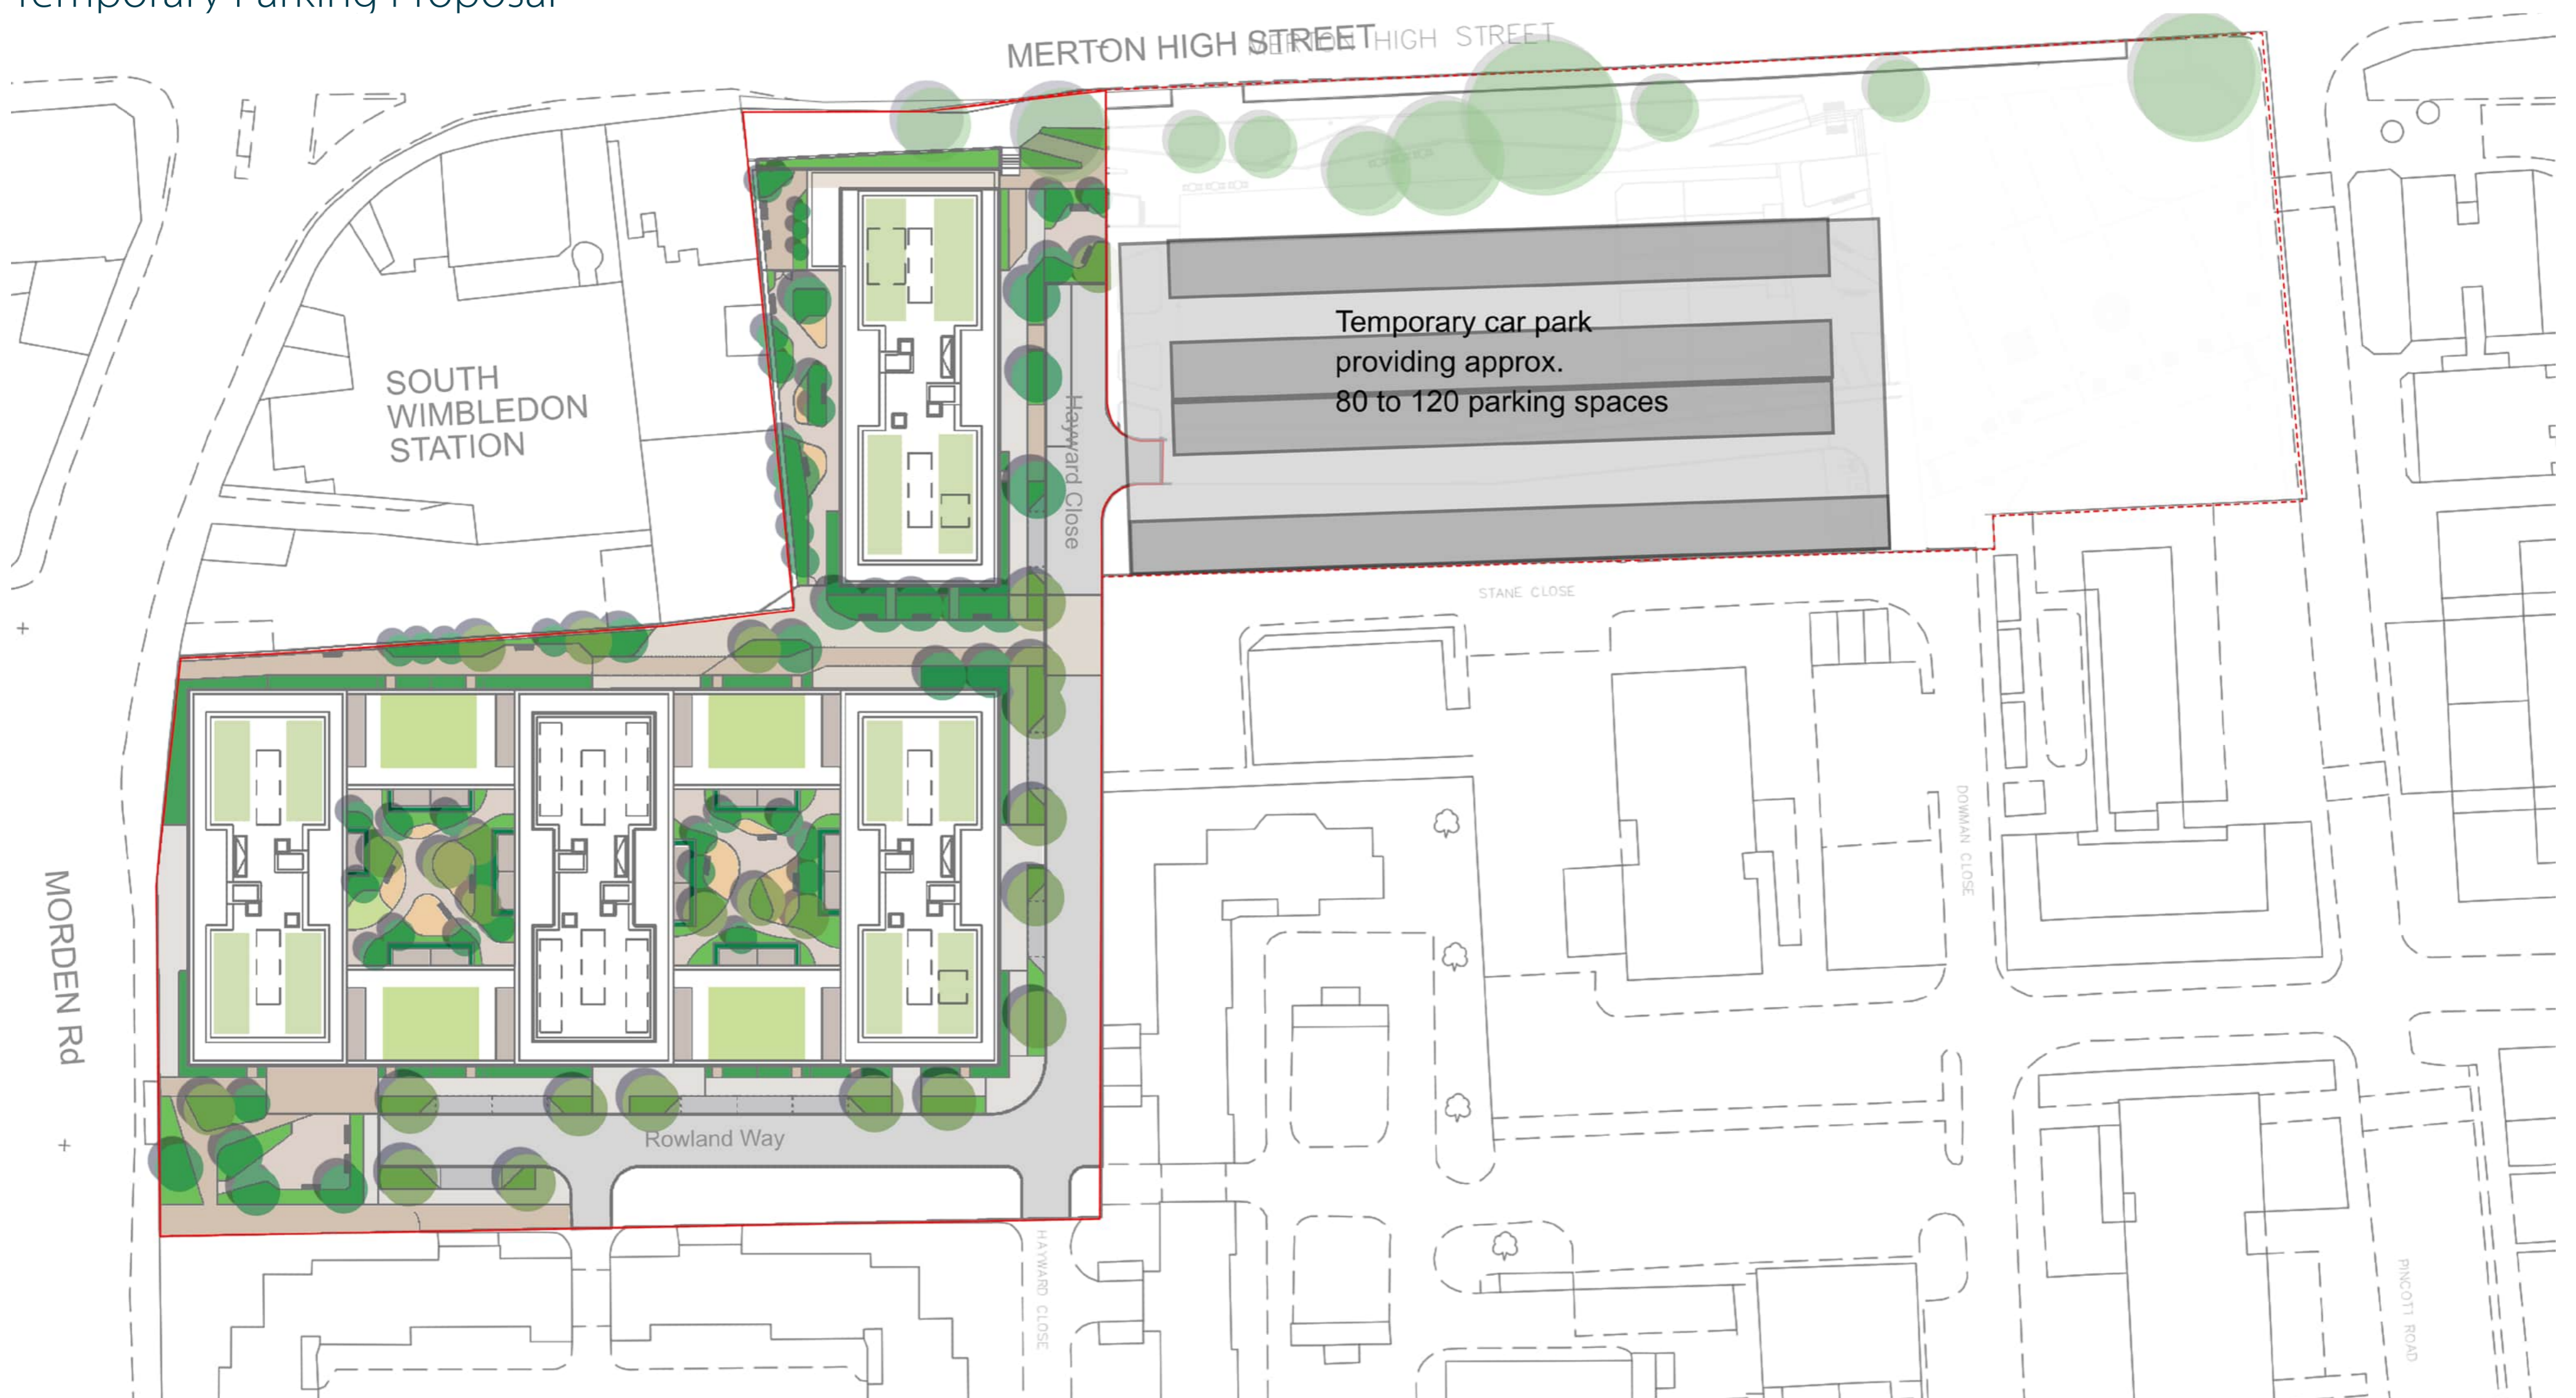 Temporary Parking Proposal
MERTON HIGH STREET
MERTON HIGH STREET
SOUTH
WIMBLEDON
STATION
Hayward Close
Temporary car park
providing approx.
80 to 120 parking spaces
STANE CLOSE
DOWMAN CLOSE
MORDEN Rd
Rowland Way
HAYWARD CLOSE
PINCOTT ROAD